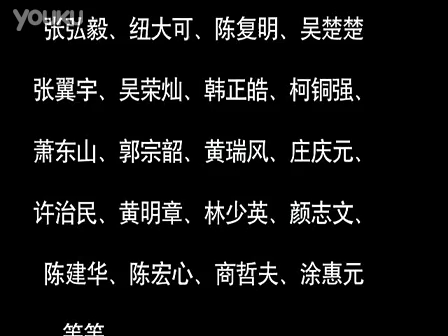 YOUKU
张弘毅、纽大可、陈复明、吴楚楚
张翼宇、吴荣灿、韩正皓、柯铜强、
萧东山、郭宗韶、黄瑞风、庄庆元、
许治民、黄明章、林少英、颜志文、
陈建华、陈宏心、商哲夫、涂惠元
等等